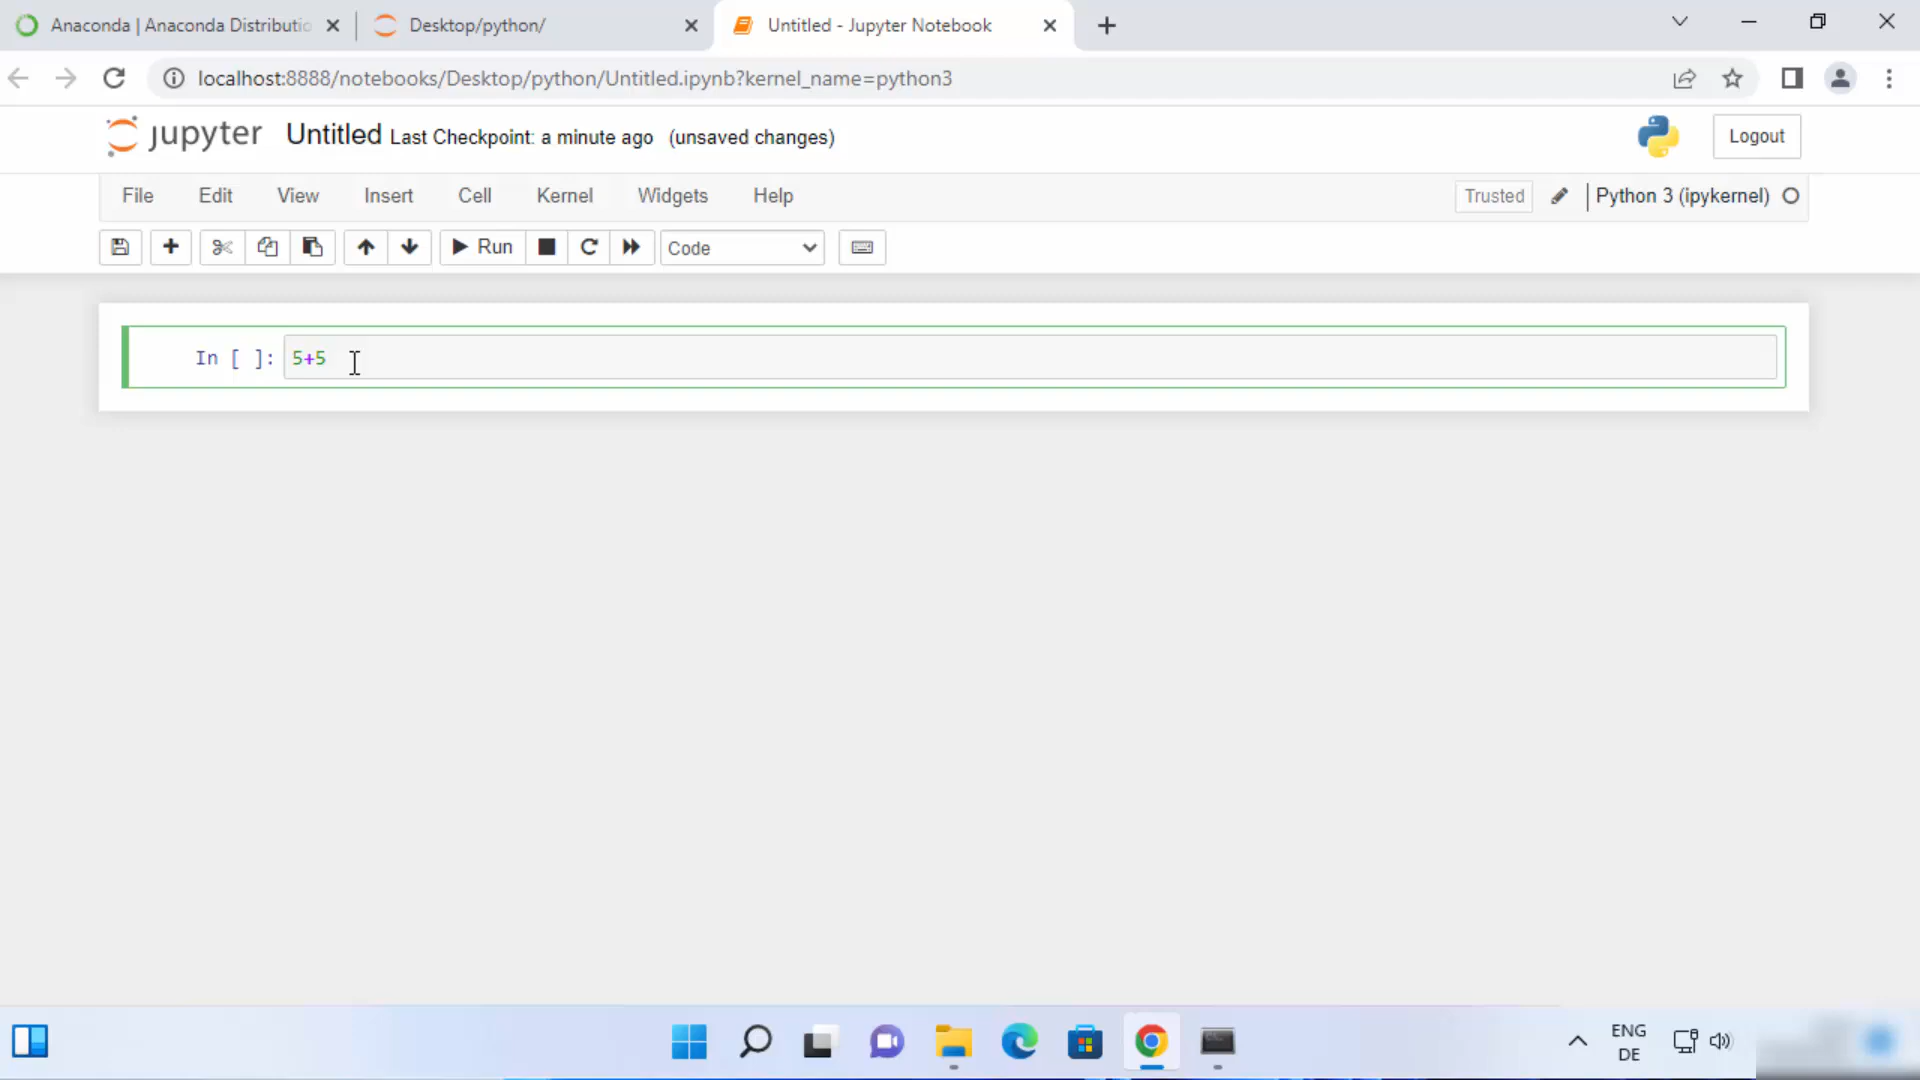 Anaconda | Anaconda Distributio
Desktop/python/
Untitled - Jupyter Notebook
localhost:8888/notebooks/Desktop/python/Untitled.ipynb?kernel_name=python3
jupyter Untitled Last Checkpoint: a minute ago (unsaved changes)
Logout
File Edit View Insert Cell Kernel Widgets Help
Trusted Python 3 (ipykernel)
Run Code
In [ ]: 5+5
ENG
DE